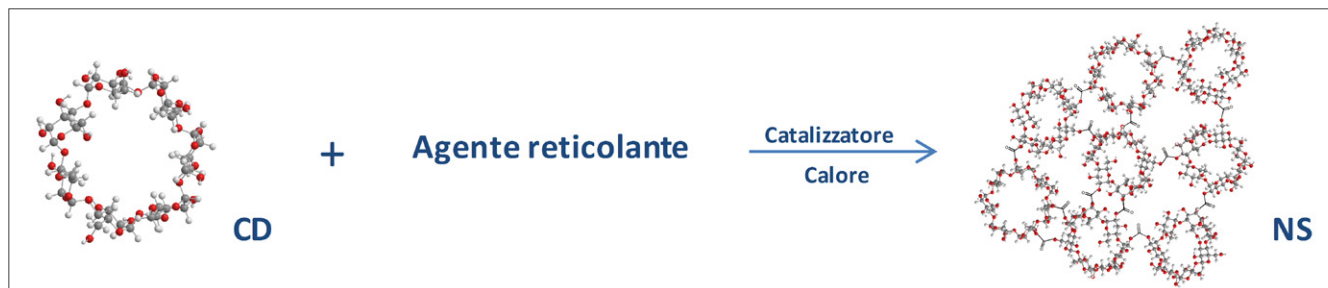 CD
+
Agente reticolante
Catalizzatore
Calore
NS